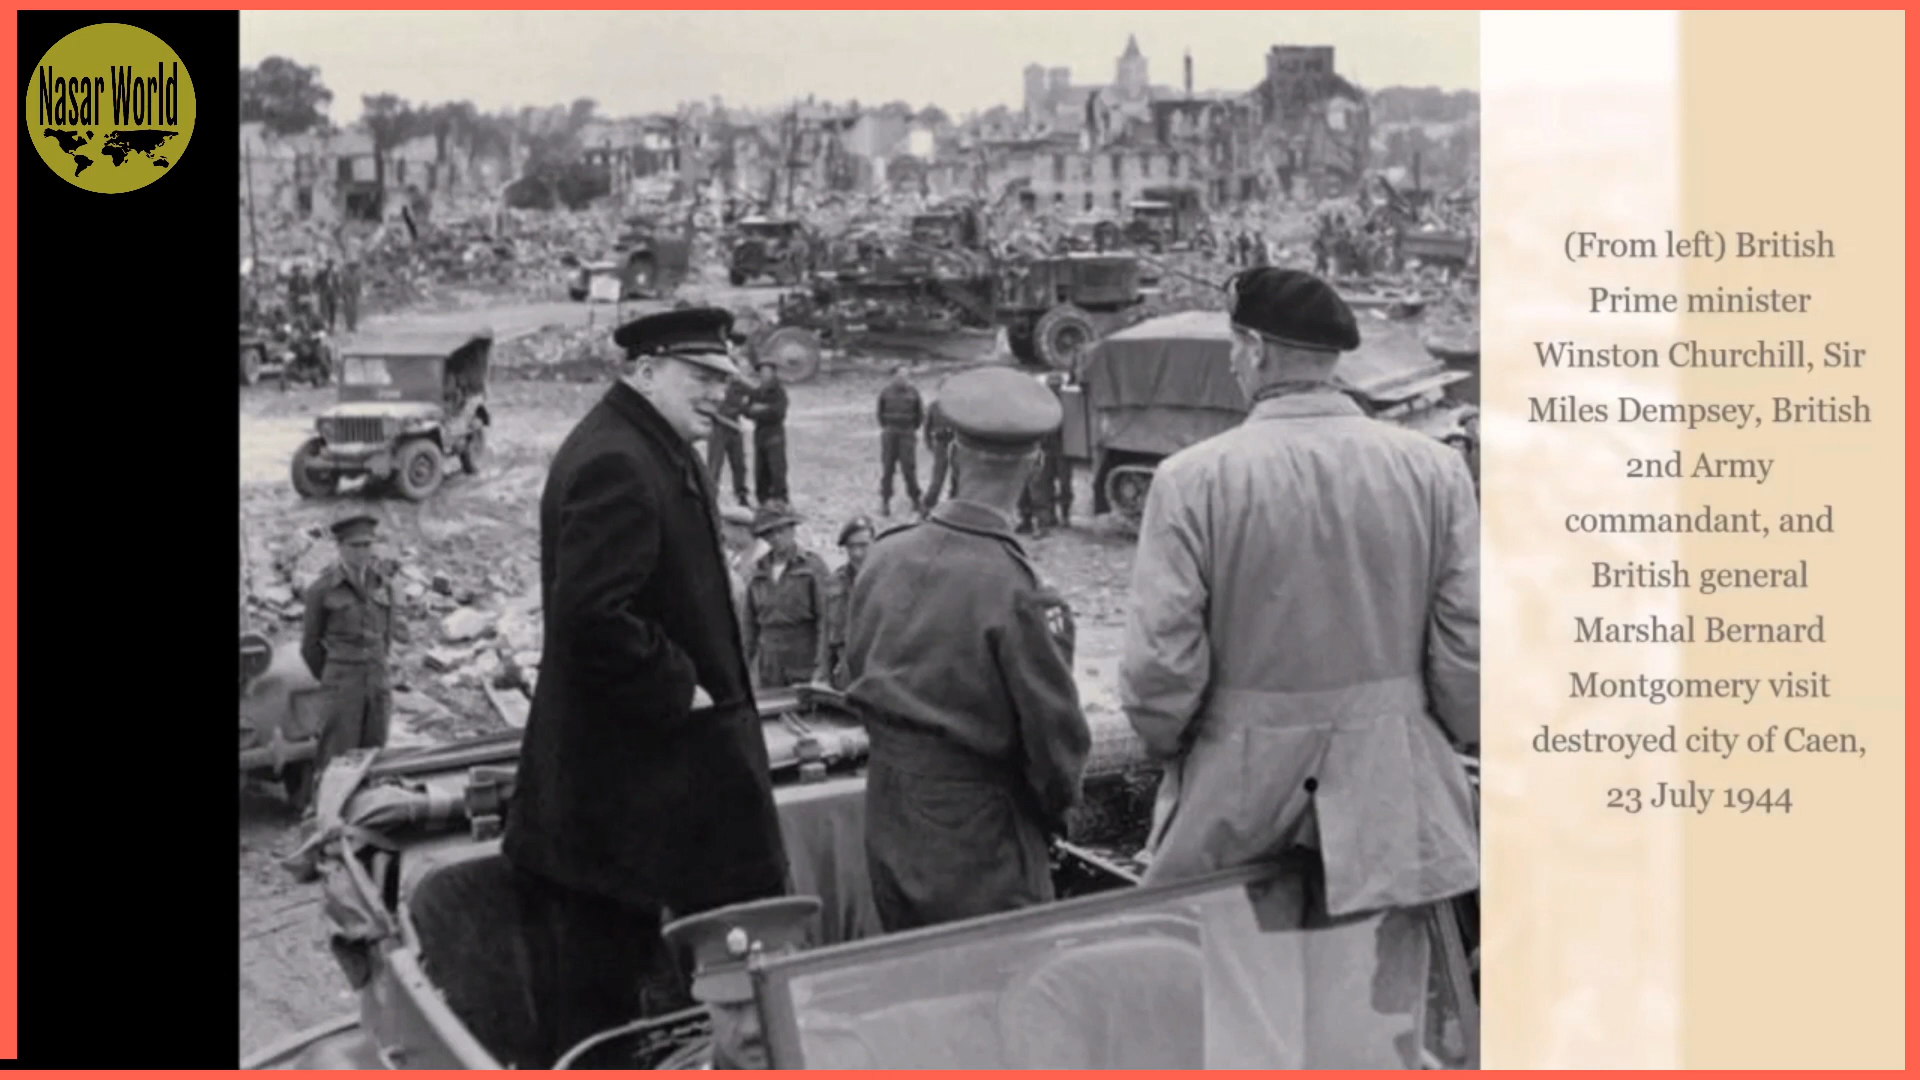 Nasar World
(From left) British
Prime minister
Winston Churchill, Sir
Miles Dempsey, British
2nd Army
commandant, and
British general
Marshal Bernard
Montgomery visit
destroyed city of Caen,
23 July 1944